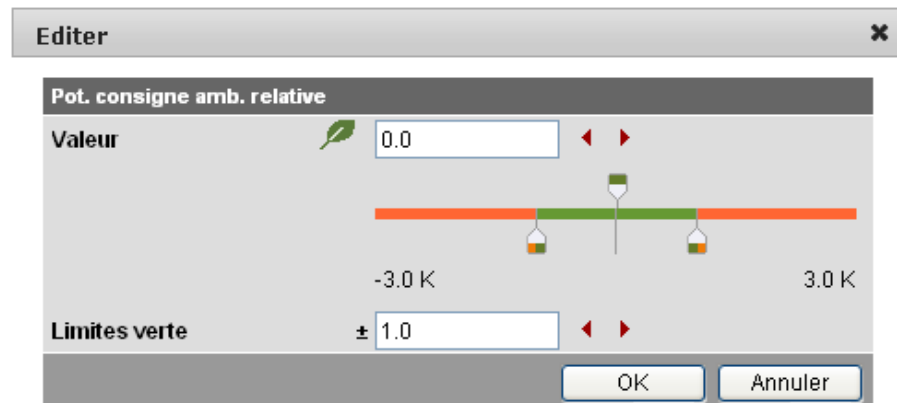 Editer
Pot. consigne amb. relative
Valeur 0.0
-3.0 K 3.0 K
Limites verte ± 1.0
OK Annuler